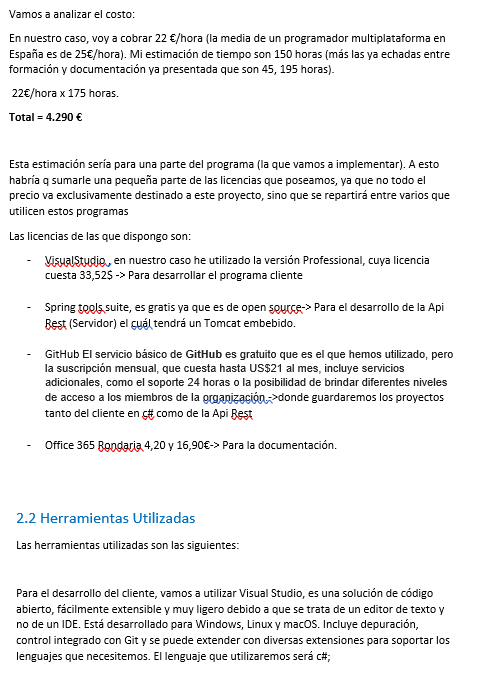 Vamos a analizar el costo:
En nuestro caso, voy a cobrar 22 €/hora (la media de un programador multiplataforma en
España es de 25€/hora). Mi estimación de tiempo son 150 horas (más las ya echadas entre
formación y documentación ya presentada que son 45, 195 horas).
22€/hora x 175 horas.
Total = 4.290 €
Esta estimación sería para una parte del programa (la que vamos a implementar). A esto
habría q sumarle una pequeña parte de las licencias que poseamos, ya que no todo el
precio va exclusivamente destinado a este proyecto, sino que se repartirá entre varios que
utilicen estos programas
Las licencias de las que dispongo son:
- VisualStudio , en nuestro caso he utilizado la versión Professional, cuya licencia
cuesta 33,52$ -> Para desarrollar el programa cliente
- Spring tools suite, es gratis ya que es de open source-> Para el desarrollo de la Api
Rest (Servidor) el cuál tendrá un Tomcat embebido.
- GitHub El servicio básico de GitHub es gratuito que es el que hemos utilizado, pero
la suscripción mensual, que cuesta hasta US$21 al mes, incluye servicios
adicionales, como el soporte 24 horas o la posibilidad de brindar diferentes niveles
de acceso a los miembros de la organización.->donde guardaremos los proyectos
tanto del cliente en c# como de la Api Rest
- Office 365 Rondaria 4,20 y 16,90€-> Para la documentación.
2.2 Herramientas Utilizadas
Las herramientas utilizadas son las siguientes:
Para el desarrollo del cliente, vamos a utilizar Visual Studio, es una solución de código
abierto, fácilmente extensible y muy ligero debido a que se trata de un editor de texto y
no de un IDE. Está desarrollado para Windows, Linux y macOS. Incluye depuración,
control integrado con Git y se puede extender con diversas extensiones para soportar los
lenguajes que necesitemos. El lenguaje que utilizaremos será c#;